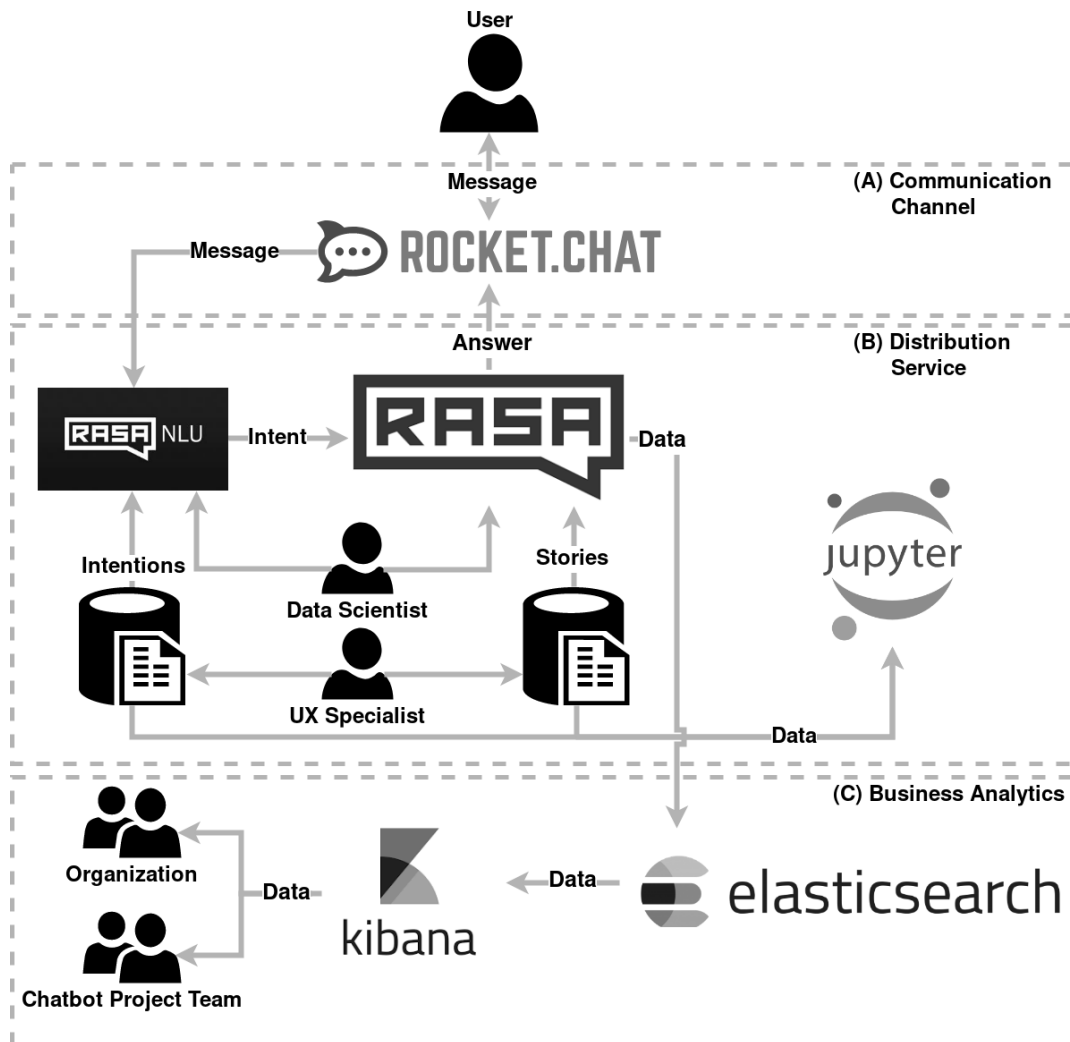 User
Message
(A) Communication
Channel
Message
ROCKET.CHAT
Answer
(B) Distribution
Service
RASA NLU
Intent
RASA
Data
Intentions
Stories
jupyter
Data Scientist
UX Specialist
Data
(C) Business Analytics
Organization
Data
kibana
Data
elasticsearch
Chatbot Project Team